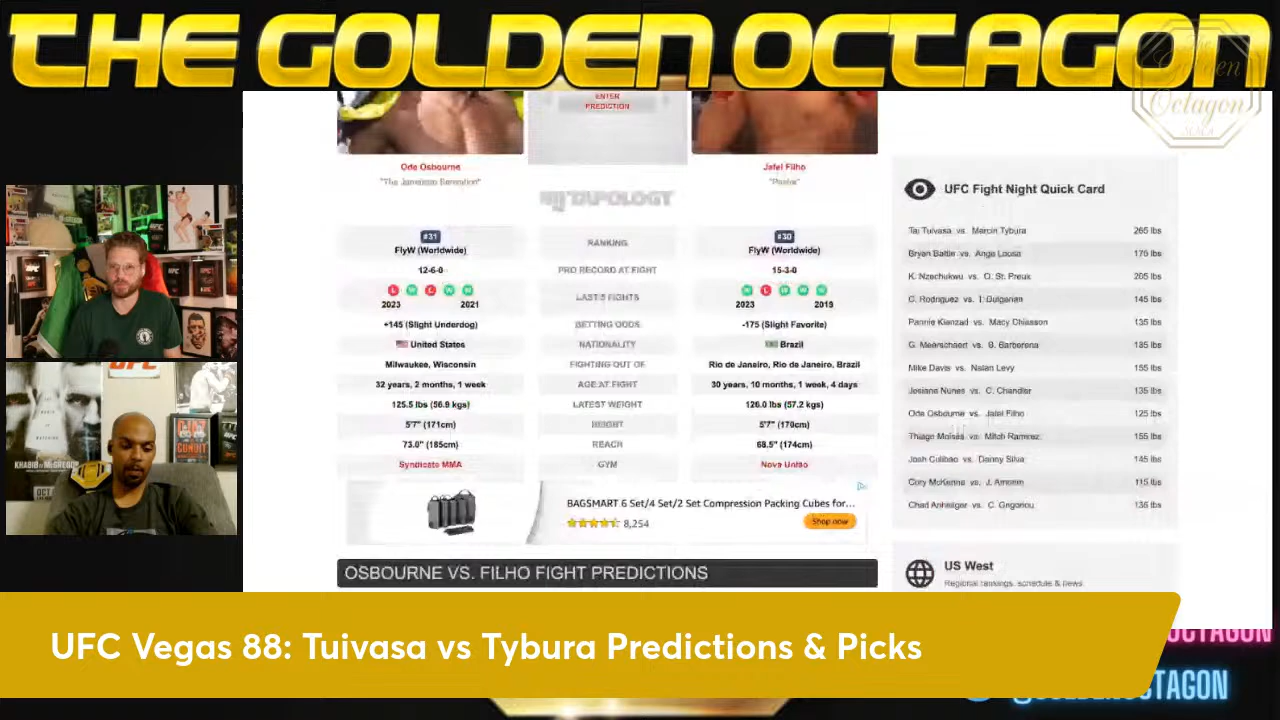 THE GOLDEN OCTAGON
The
Golden
Octagon
ENTER
PREDICTION
Ode Osbourne
"The Jamaican Sensation"
TAPOLOGY
Jafel Filho
"Pastor"
#31
FlyW (Worldwide)
RANKING
#30
FlyW (Worldwide)
12-6-0
PRO RECORD AT FIGHT
15-3-0
L W L W W
2023 2021
LAST 5 FIGHTS
W L W W W
2023 2019
+145 (Slight Underdog)
BETTING ODDS
-175 (Slight Favorite)
United States
NATIONALITY
Brazil
Milwaukee, Wisconsin
FIGHTING OUT OF
Rio de Janeiro, Rio de Janeiro, Brazil
32 years, 2 months, 1 week
AGE AT FIGHT
30 years, 10 months, 1 week, 4 days
125.5 lbs (56.9 kgs)
LATEST WEIGHT
126.0 lbs (57.2 kgs)
5'7" (171cm)
HEIGHT
5'7" (170cm)
73.0" (185cm)
REACH
68.5" (174cm)
Syndicate MMA
GYM
Nova União
BAGSMART 6 Set/4 Set/2 Set Compression Packing Cubes for...
8,254
Shop now
OSBOURNE VS. FILHO FIGHT PREDICTIONS
UFC Fight Night Quick Card
Tai Tuivasa vs. Marcin Tybura 265 lbs
Bryan Battle vs. Ange Loosa 170 lbs
K. Nzechukwu vs. O. St. Preux 205 lbs
C. Rodriguez vs. I. Dulgarian 145 lbs
Pannie Kianzad vs. Macy Chiasson 135 lbs
G. Meerschaert vs. B. Barberena 185 lbs
Mike Davis vs. Natan Levy 155 lbs
Josiane Nunes vs. C. Chandler 135 lbs
Ode Osbourne vs. Jafel Filho 125 lbs
Thiago Moisés vs. Mitch Ramirez 155 lbs
Josh Culibao vs. Danny Silva 145 lbs
Cory McKenna vs. J. Amorim 115 lbs
Chad Anheliger vs. C. Gregoriou 135 lbs
US West
Regional rankings, schedule & news
UFC
KHABIB McGREGOR
OCT
CONDIT
UFC Vegas 88: Tuivasa vs Tybura Predictions & Picks
OCTAGON
@GOLDENOCTAGON